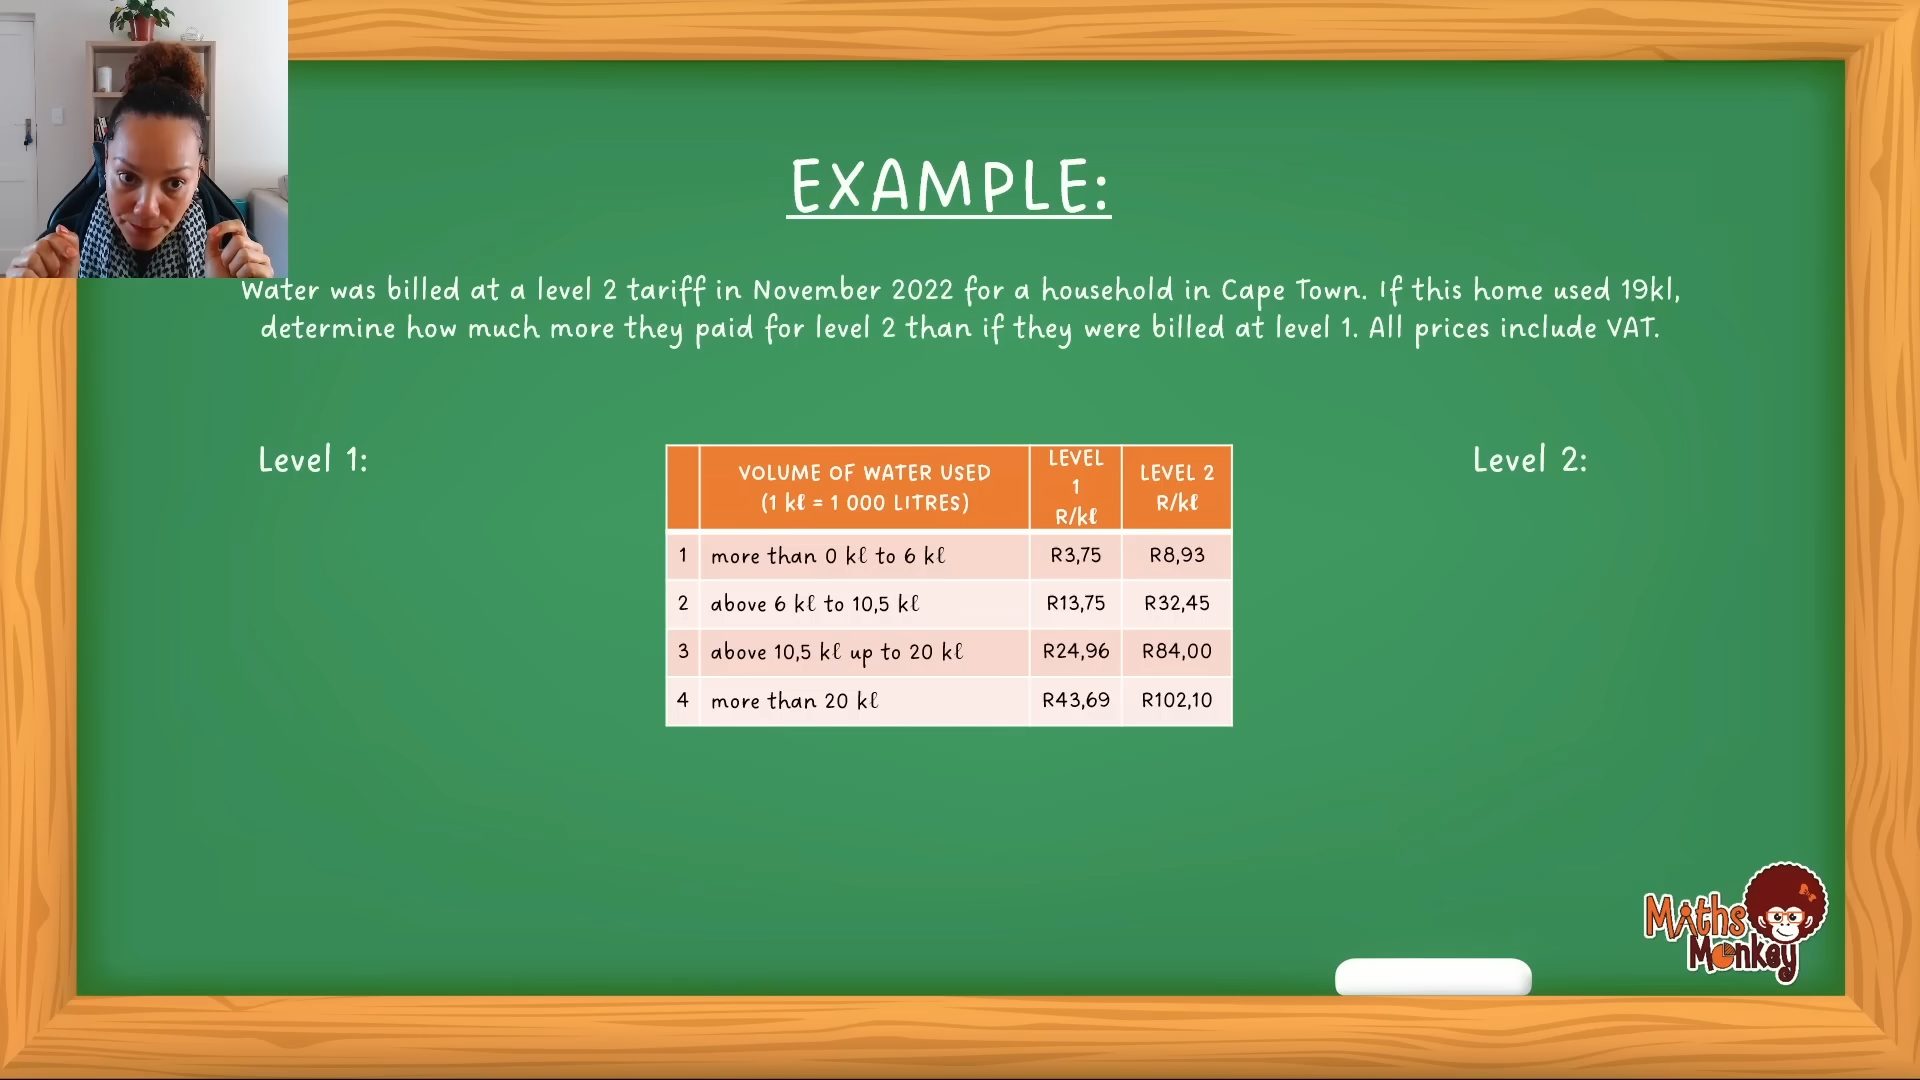 EXAMPLE:
Water was billed at a level 2 tariff in November 2022 for a household in Cape Town. If this home used 19kl,
determine how much more they paid for level 2 than if they were billed at level 1. All prices include VAT.
Level 1:
VOLUME OF WATER USED
(1 kℓ = 1 000 LITRES)
LEVEL
1
R/kℓ
LEVEL 2
R/kℓ
1 more than 0 kℓ to 6 kℓ R3,75 R8,93
2 above 6 kℓ to 10,5 kℓ R13,75 R32,45
3 above 10,5 kℓ up to 20 kℓ R24,96 R84,00
4 more than 20 kℓ R43,69 R102,10
Level 2:
Maths
Monkey